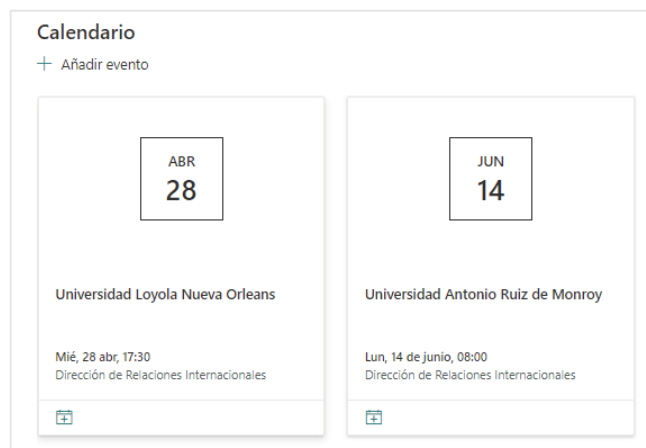 Calendario
+ Añadir evento
ABR
28
Universidad Loyola Nueva Orleans
Mié, 28 abr, 17:30
Dirección de Relaciones Internacionales
JUN
14
Universidad Antonio Ruiz de Monroy
Lun, 14 de junio, 08:00
Dirección de Relaciones Internacionales